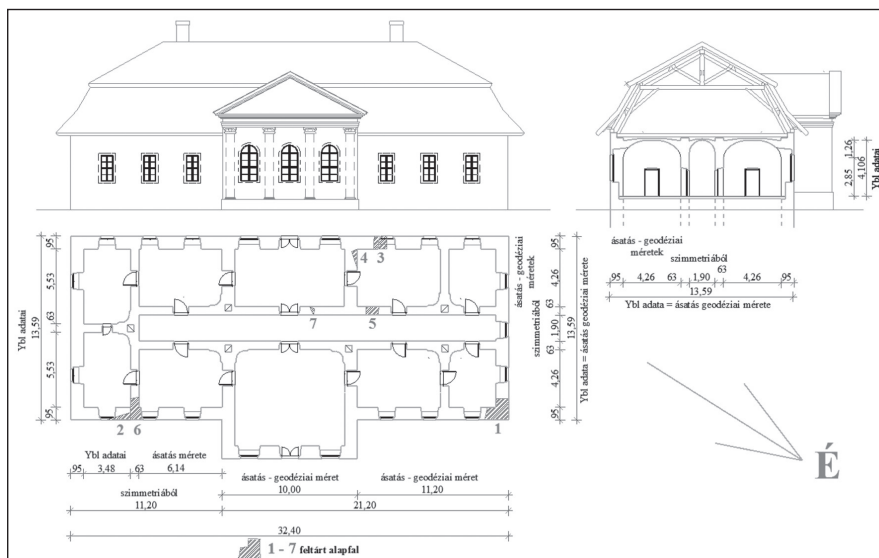 1,26
2,85
4,106
Ybl adatai
ásatás - geodéziai
méretek
szimmetriából
63
95 4,26 63 1,90 4,26 95
13,59
Ybl adata = ásatás geodéziai mérete
Ybl adatai
13,59
95
5,53
63
5,53
95
4
3
7
5
2 6
1
ásatás - geodéziai méretek
szimmetriából
95
4,26
63
1,90
63
4,26
95
13,59
Ybl adata = ásatás geodéziai mérete
É
Ybl adatai
ásatás mérete
95 3,48 63 6,14
ásatás - geodéziai méret
ásatás - geodéziai méret
szimmetriából
10,00
11,20
11,20
21,20
32,40
1 - 7 feltárt alapfal